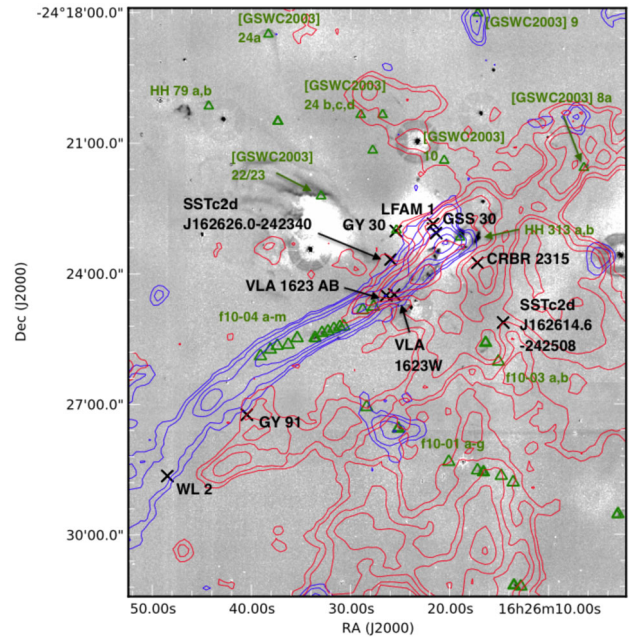 -24°18'00.0"
[GSWC2003]
24a
[GSWC2003] 9
HH 79 a,b
[GSWC2003]
24 b,c,d
[GSWC2003] 8a
21'00.0"
[GSWC2003]
10
[GSWC2003]
22/23
SSTc2d
J162626.0-242340
LFAM 1
GY 30
GSS 30
HH 313 a,b
24'00.0"
CRBR 2315
VLA 1623 AB
f10-04 a-m
VLA
1623W
SSTc2d
J162614.6
-242508
f10-03 a,b
27'00.0"
GY 91
f10-01 a-g
WL 2
30'00.0"
50.00s
40.00s
30.00s
20.00s
16h26m10.00s
RA (J2000)
Dec (J2000)